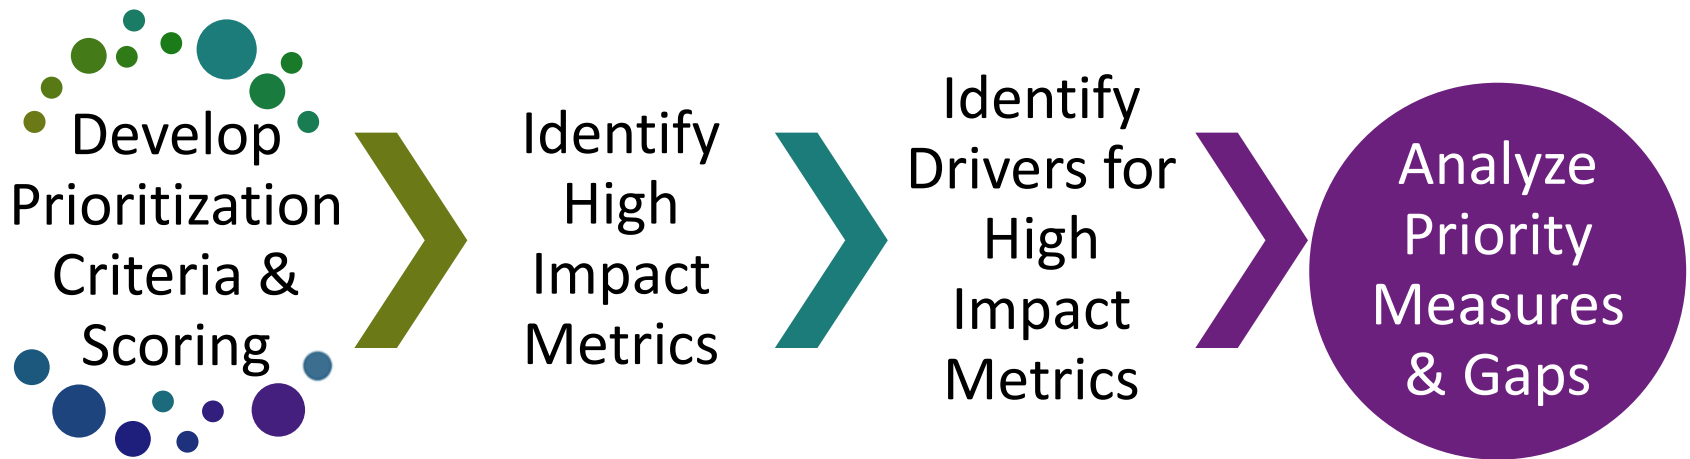 Develop
Prioritization
Criteria &
Scoring
Identify
High
Impact
Metrics
Identify
Drivers for
High
Impact
Metrics
Analyze
Priority
Measures
& Gaps